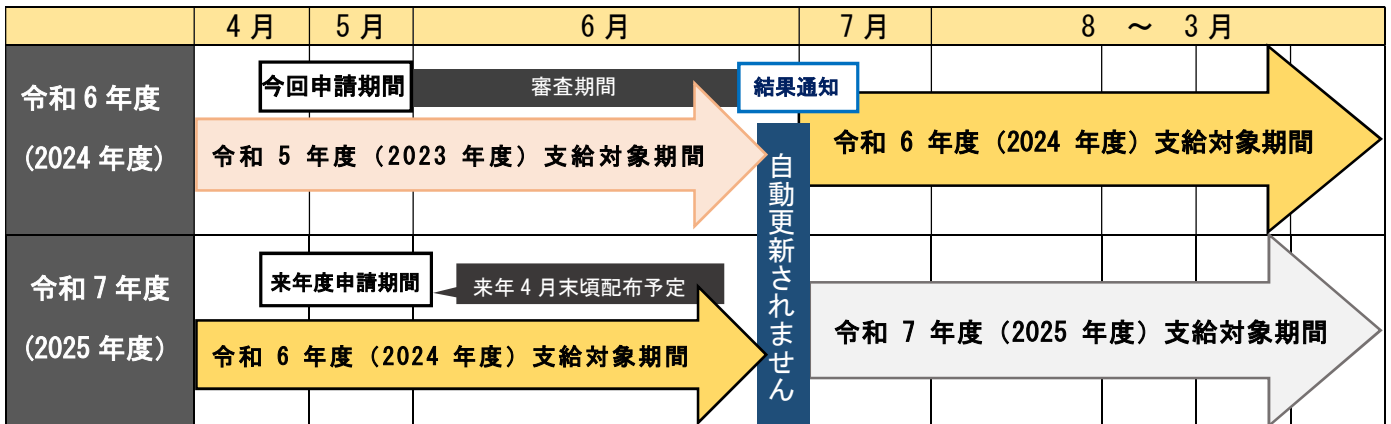 4月 5月 6月 7月 8 ～ 3月
令和6年度
(2024年度)
今回申請期間
審査期間
結果通知
令和 5 年度（2023 年度）支給対象期間
令和 6 年度（2024 年度）支給対象期間
自動更新されません
令和7年度
(2025年度)
来年度申請期間
来年4月末頃配布予定
令和 6 年度（2024 年度）支給対象期間
令和 7 年度（2025 年度）支給対象期間